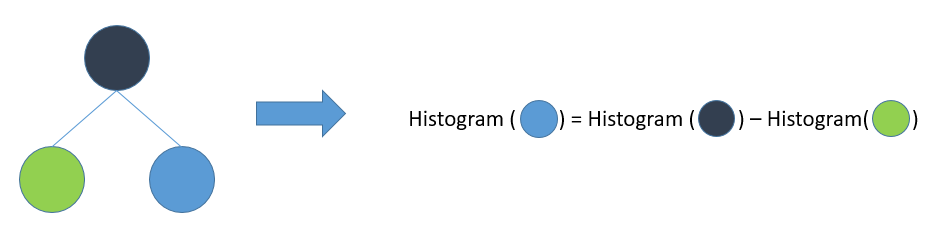 Histogram ( ) = Histogram ( ) – Histogram( )